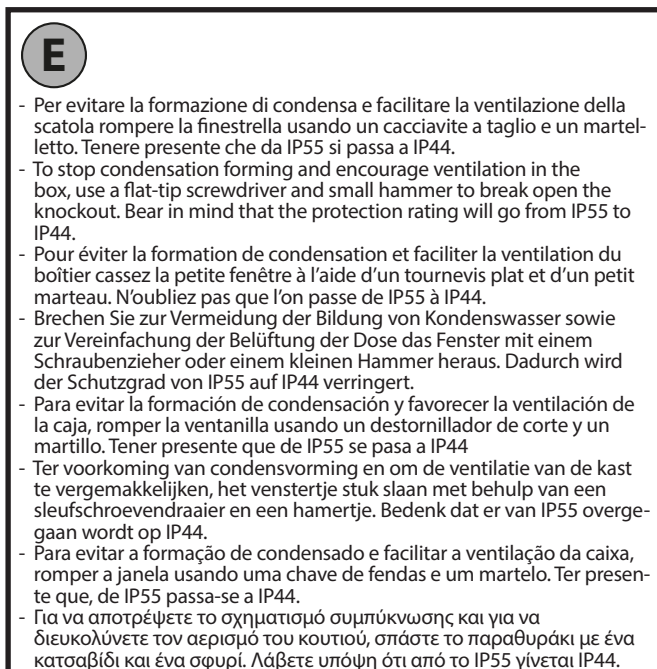 E
- Per evitare la formazione di condensa e facilitare la ventilazione della
scatola rompere la finestrella usando un cacciavite a taglio e un martel-
letto. Tenere presente che da IP55 si passa a IP44.
- To stop condensation forming and encourage ventilation in the
box, use a flat-tip screwdriver and small hammer to break open the
knockout. Bear in mind that the protection rating will go from IP55 to
IP44.
- Pour éviter la formation de condensation et faciliter la ventilation du
boîtier cassez la petite fenêtre à l’aide d’un tournevis plat et d’un petit
marteau. N’oubliez pas que l’on passe de IP55 à IP44.
- Brechen Sie zur Vermeidung der Bildung von Kondenswasser sowie
zur Vereinfachung der Belüftung der Dose das Fenster mit einem
Schraubenzieher oder einem kleinen Hammer heraus. Dadurch wird
der Schutzgrad von IP55 auf IP44 verringert.
- Para evitar la formación de condensación y favorecer la ventilación de
la caja, romper la ventanilla usando un destornillador de corte y un
martillo. Tener presente que de IP55 se pasa a IP44
- Ter voorkoming van condensvorming en om de ventilatie van de kast
te vergemakkelijken, het venstertje stuk slaan met behulp van een
sleufschroevendraaier en een hamertje. Bedenk dat er van IP55 overge-
gaan wordt op IP44.
- Para evitar a formação de condensado e facilitar a ventilação da caixa,
romper a janela usando uma chave de fendas e um martelo. Ter presen-
te que, de IP55 passa-se a IP44.
- Για να αποτρέψετε το σχηματισμό συμπύκνωσης και για να
διευκολύνετε τον αερισμό του κουτιού, σπάστε το παραθυράκι με ένα
κατσαβίδι και ένα σφυρί. Λάβετε υπόψη ότι από το IP55 γίνεται IP44.